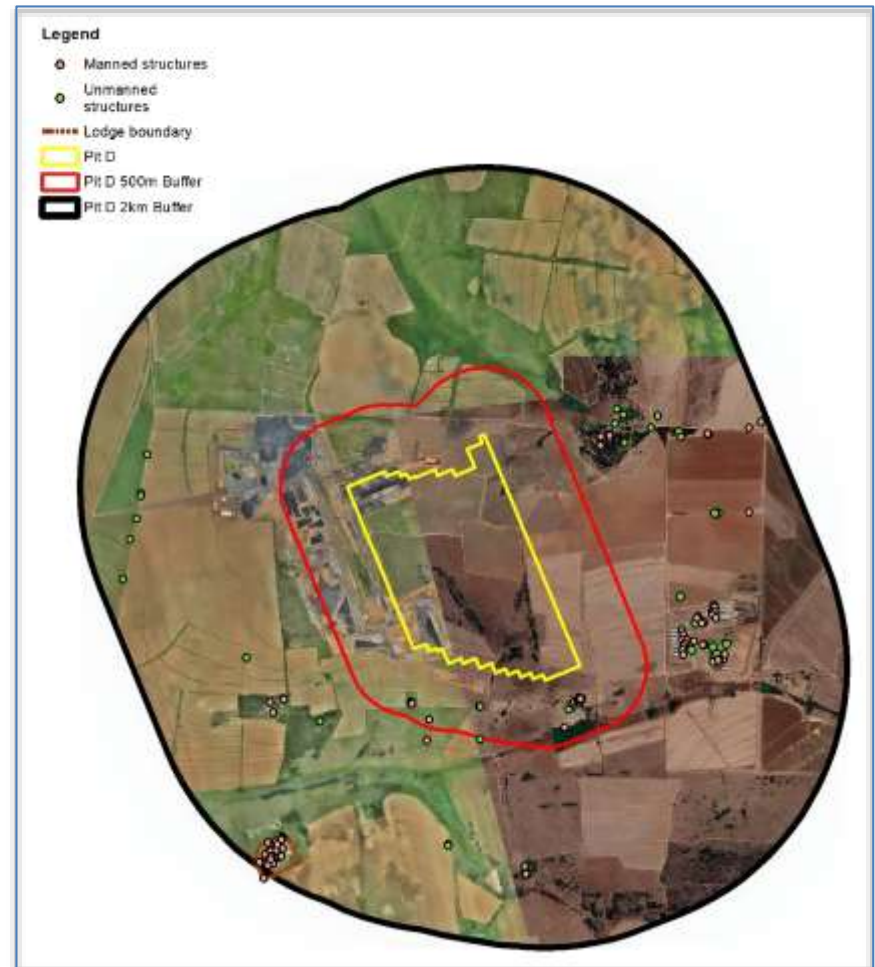 Legend
Manned structures
Unmanned
structures
Lodge boundary
Pit D
Pit D 500m Buffer
Pit D 2km Buffer